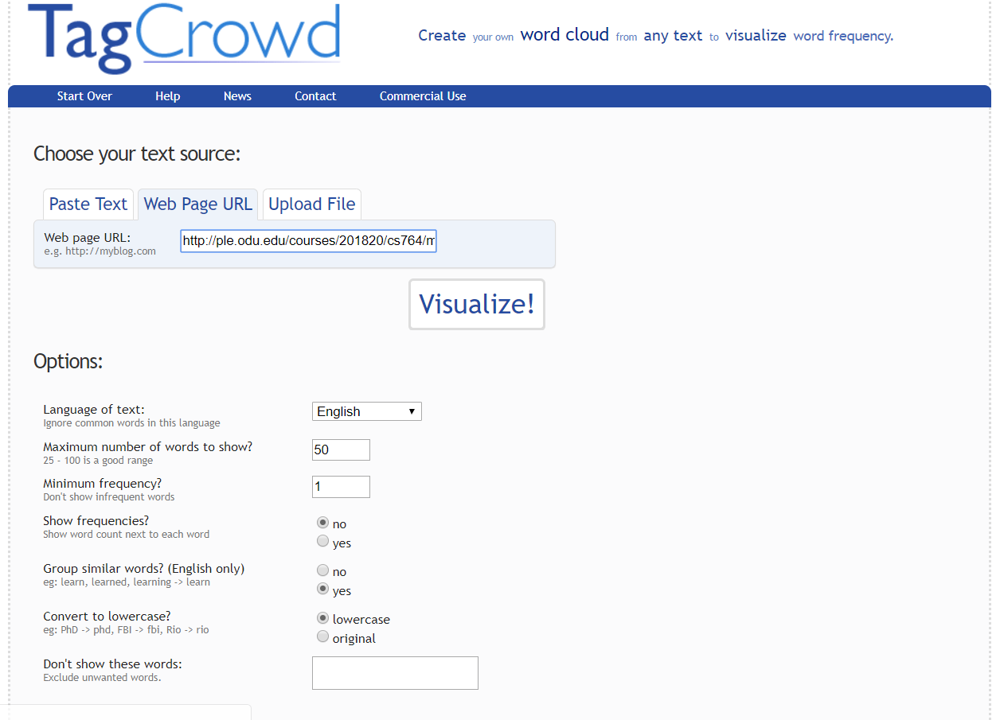 TagCrowd
Create your own word cloud from any text to visualize word frequency.
Start Over Help News Contact Commercial Use
Choose your text source:
Paste Text Web Page URL Upload File
Web page URL: http://ple.odu.edu/courses/201820/cs764/m
e.g. http://myblog.com
Visualize!
Options:
Language of text: English
Ignore common words in this language
Maximum number of words to show? 50
25 - 100 is a good range
Minimum frequency? 1
Don't show infrequent words
Show frequencies? no
Show word count next to each word
yes
Group similar words? (English only) no
eg: learn, learned, learning -> learn
yes
Convert to lowercase? lowercase
eg: PhD -> phd, FBI -> fbi, Rio -> rio
original
Don't show these words:
Exclude unwanted words.